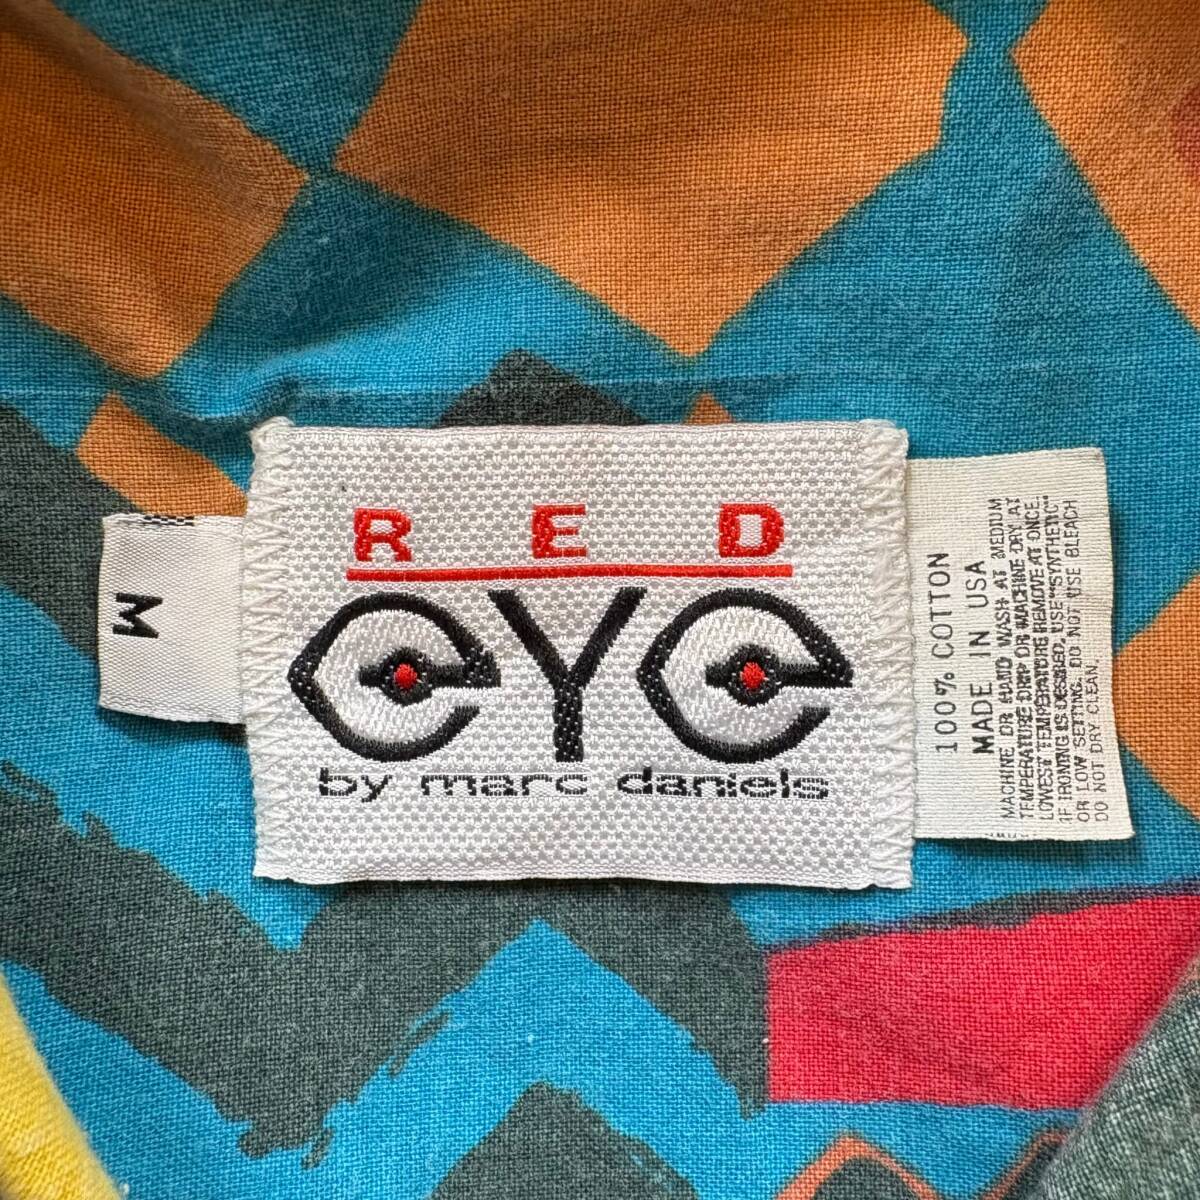 RED
eye
by marc daniels
M
100% COTTON
MADE IN USA
MACHINE OR HAND WASH AT MEDIUM
TEMPERATURE DRIP OR MACHINE DRY AT
LOWEST TEMPERATURE REMOVE AT ONCE.
IF IRONING IS DESIRED, USE "SYNTHETIC"
OR LOW SETTING. DO NOT USE BLEACH
DO NOT DRY CLEAN.